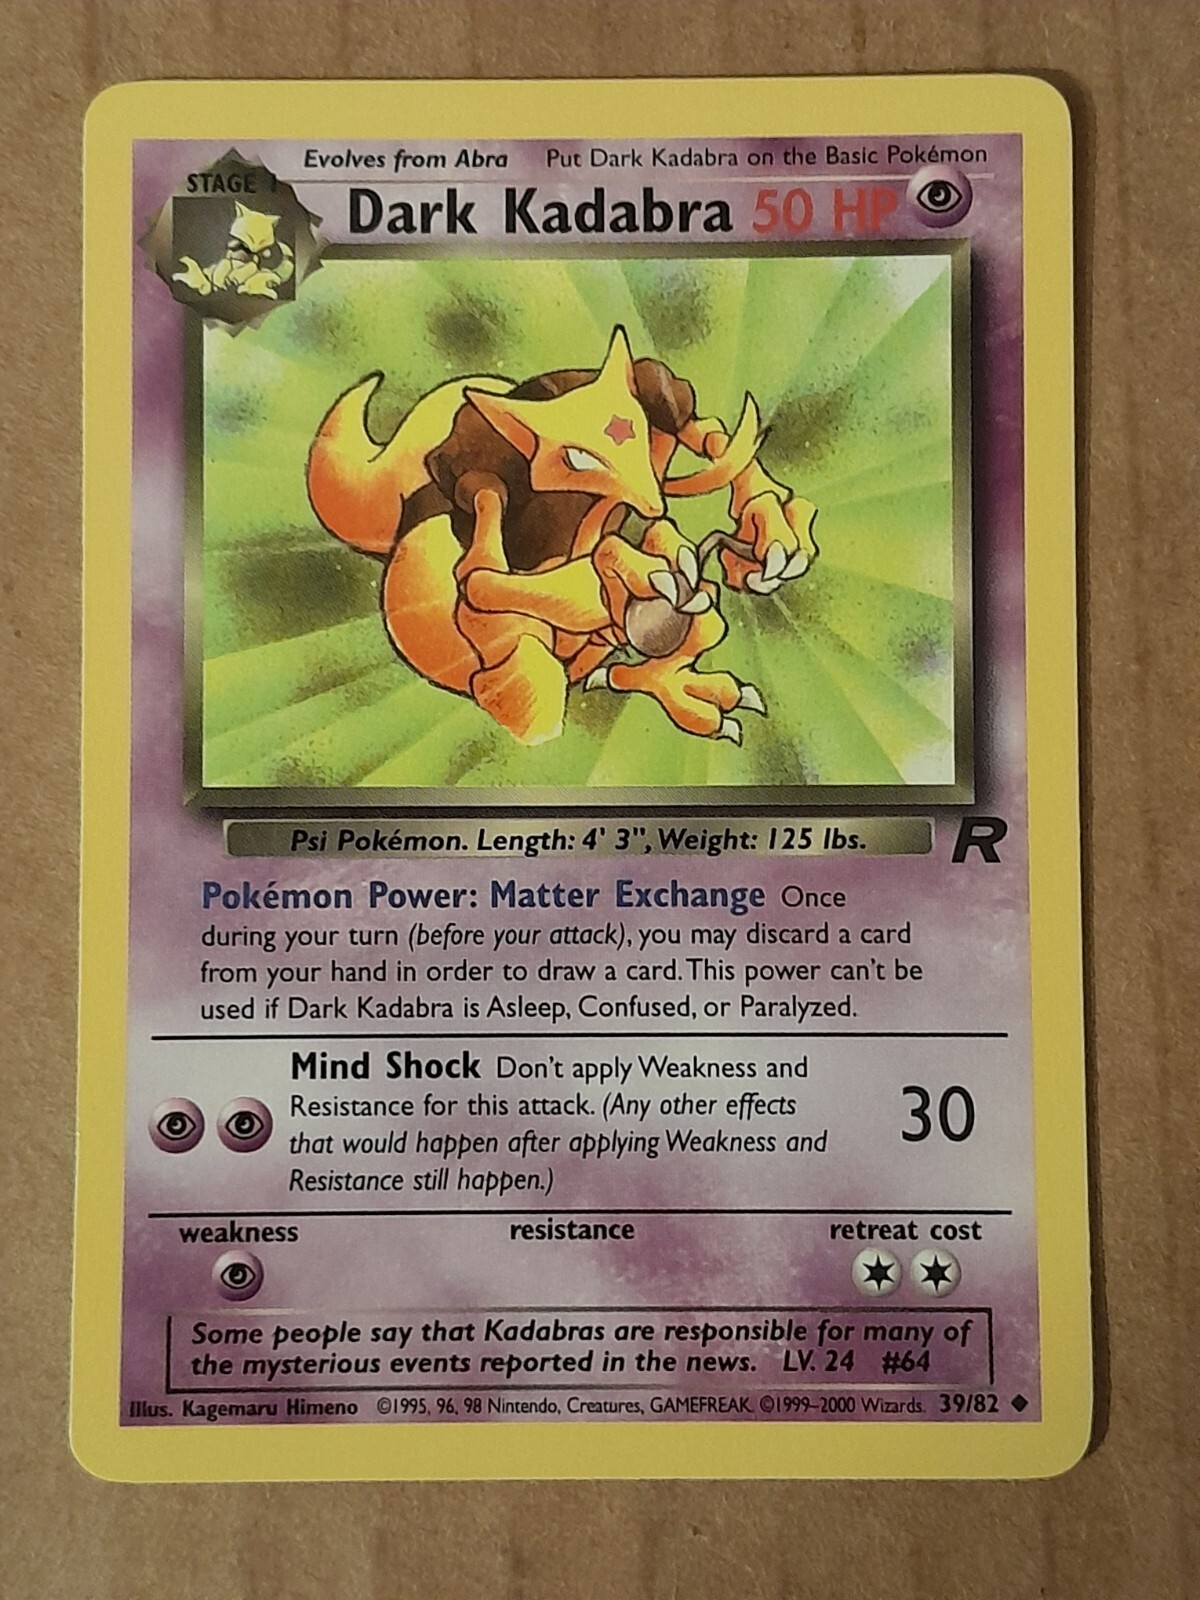 Evolves from Abra Put Dark Kadabra on the Basic Pokémon
STAGE 1
Dark Kadabra 50 HP
Psi Pokémon. Length: 4' 3", Weight: 125 lbs.
R
Pokémon Power: Matter Exchange Once
during your turn (before your attack), you may discard a card
from your hand in order to draw a card. This power can't be
used if Dark Kadabra is Asleep, Confused, or Paralyzed.
Mind Shock Don't apply Weakness and
Resistance for this attack. (Any other effects
that would happen after applying Weakness and
Resistance still happen.)
30
weakness resistance retreat cost
Some people say that Kadabras are responsible for many of
the mysterious events reported in the news. LV. 24 #64
Illus. Kagemaru Himeno ©1995, 96, 98 Nintendo, Creatures, GAMEFREAK. ©1999–2000 Wizards. 39/82